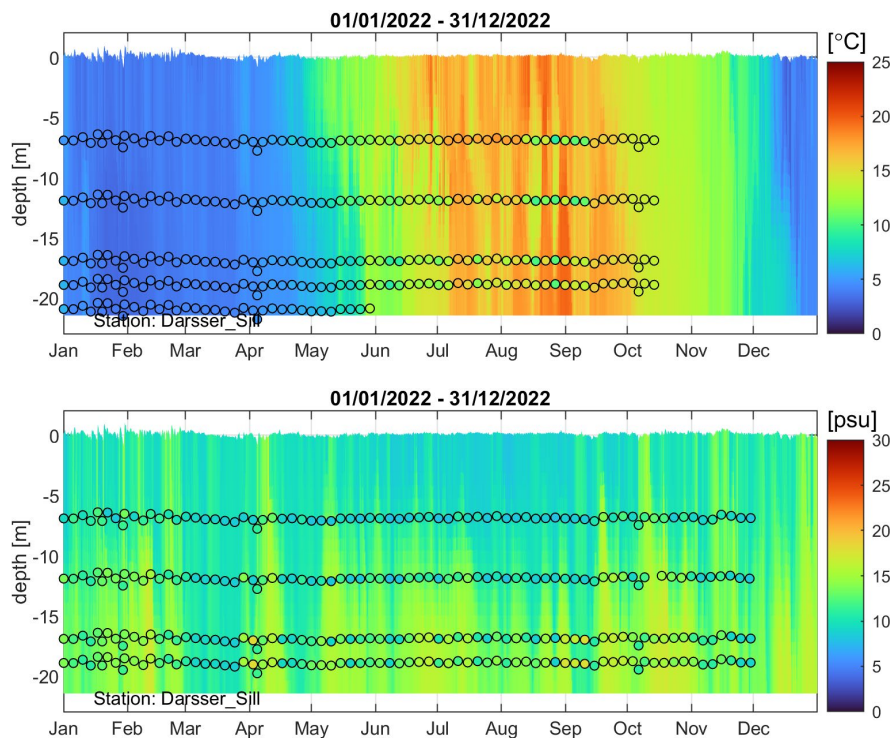 01/01/2022 - 31/12/2022
[°C]
depth [m]
0
-5
-10
-15
-20
Station: Darsser_Sill
Jan Feb Mar Apr May Jun Jul Aug Sep Oct Nov Dec
25
20
15
10
5
0
01/01/2022 - 31/12/2022
[psu]
depth [m]
0
-5
-10
-15
-20
Station: Darsser_Sill
Jan Feb Mar Apr May Jun Jul Aug Sep Oct Nov Dec
30
25
20
15
10
5
0